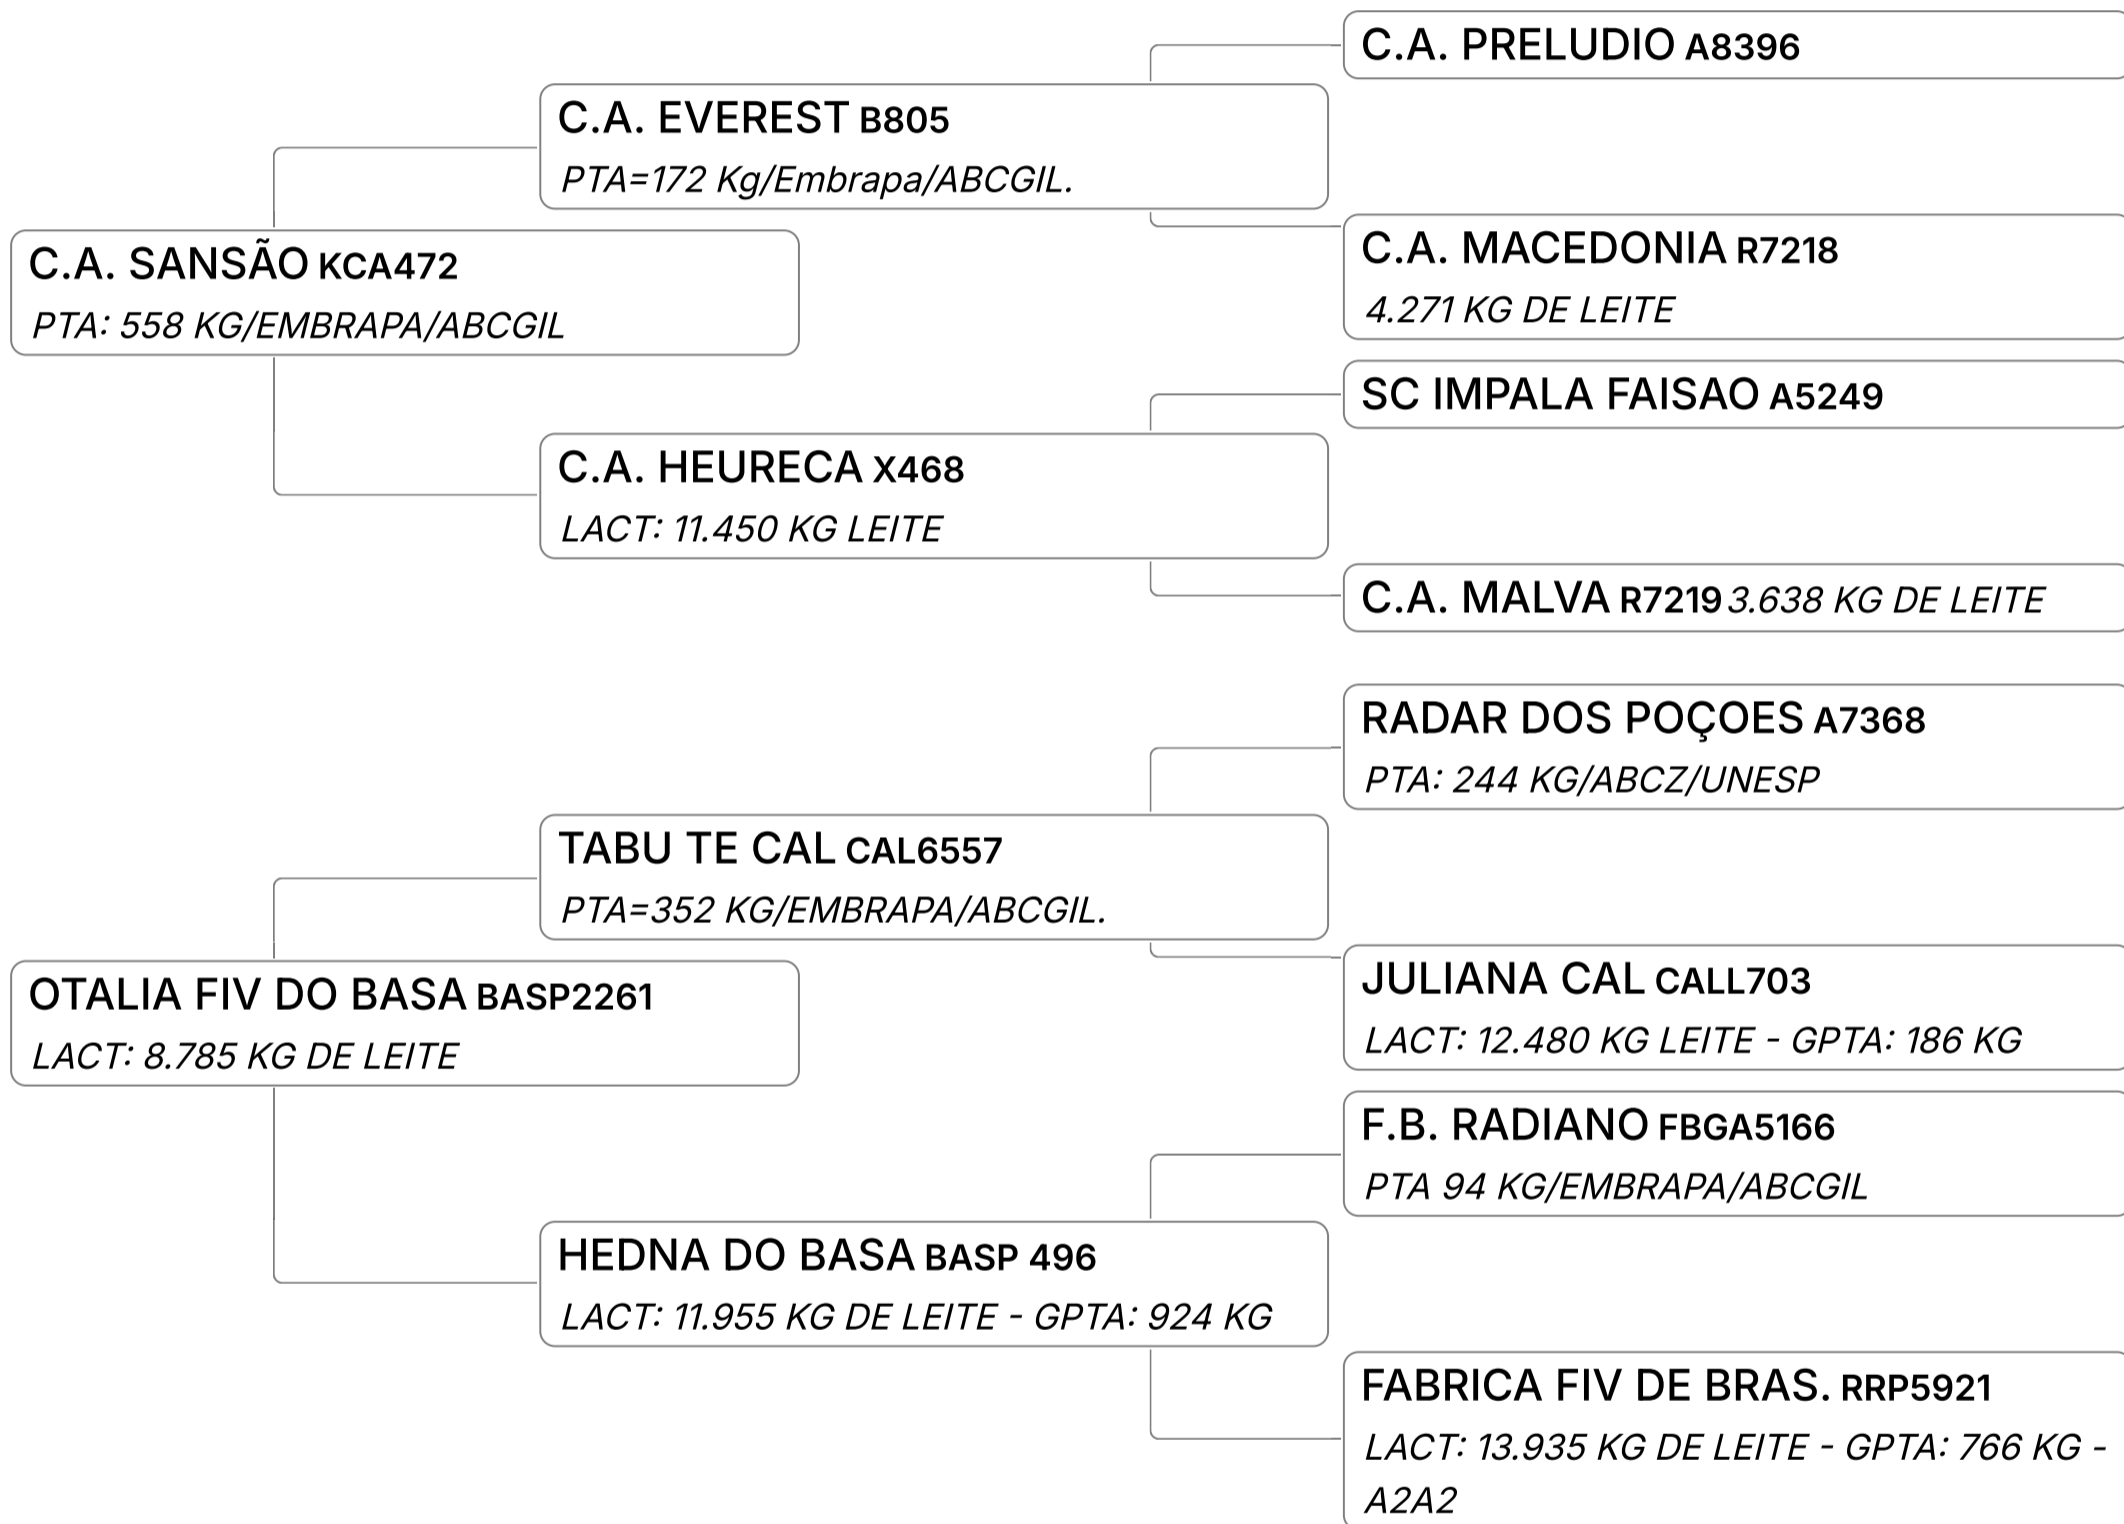 C.A. PRELUDIO A8396
C.A. EVEREST B805
PTA=172 Kg/Embrapa/ABCGIL.
C.A. MACEDONIA R7218
4.271 KG DE LEITE
C.A. SANSÃO KCA472
PTA: 558 KG/EMBRAPA/ABCGIL
SC IMPALA FAISAO A5249
C.A. HEURECA X468
LACT: 11.450 KG LEITE
C.A. MALVA R7219 3.638 KG DE LEITE
RADAR DOS POÇOES A7368
PTA: 244 KG/ABCZ/UNESP
TABU TE CAL CAL6557
PTA=352 KG/EMBRAPA/ABCGIL.
JULIANA CAL CALL703
LACT: 12.480 KG LEITE - GPTA: 186 KG
OTALIA FIV DO BASA BASP2261
LACT: 8.785 KG DE LEITE
F.B. RADIANO FBGA5166
PTA 94 KG/EMBRAPA/ABCGIL
HEDNA DO BASA BASP 496
LACT: 11.955 KG DE LEITE - GPTA: 924 KG
FABRICA FIV DE BRAS. RRP5921
LACT: 13.935 KG DE LEITE - GPTA: 766 KG -
A2A2